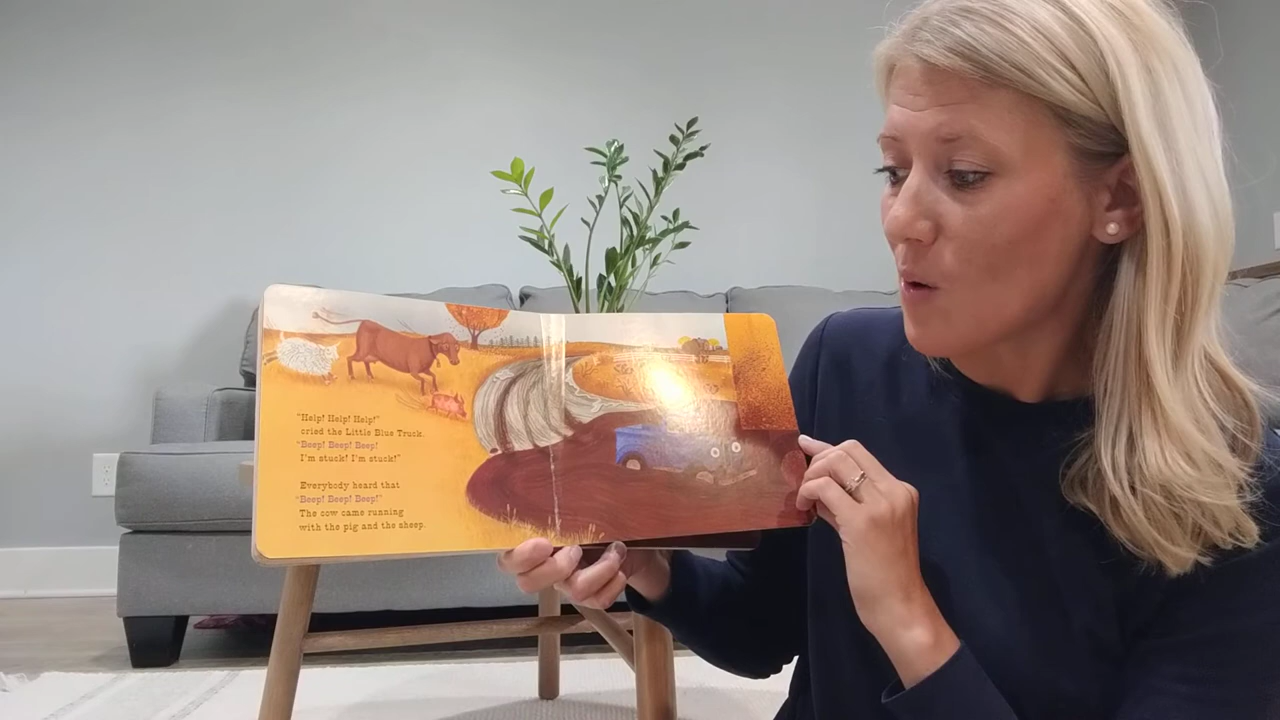 "Help! Help! Help!"
cried the Little Blue Truck.
"Beep! Beep! Beep!
I'm stuck! I'm stuck!"
Everybody heard that
"Beep! Beep! Beep!"
The cow came running
with the pig and the sheep.